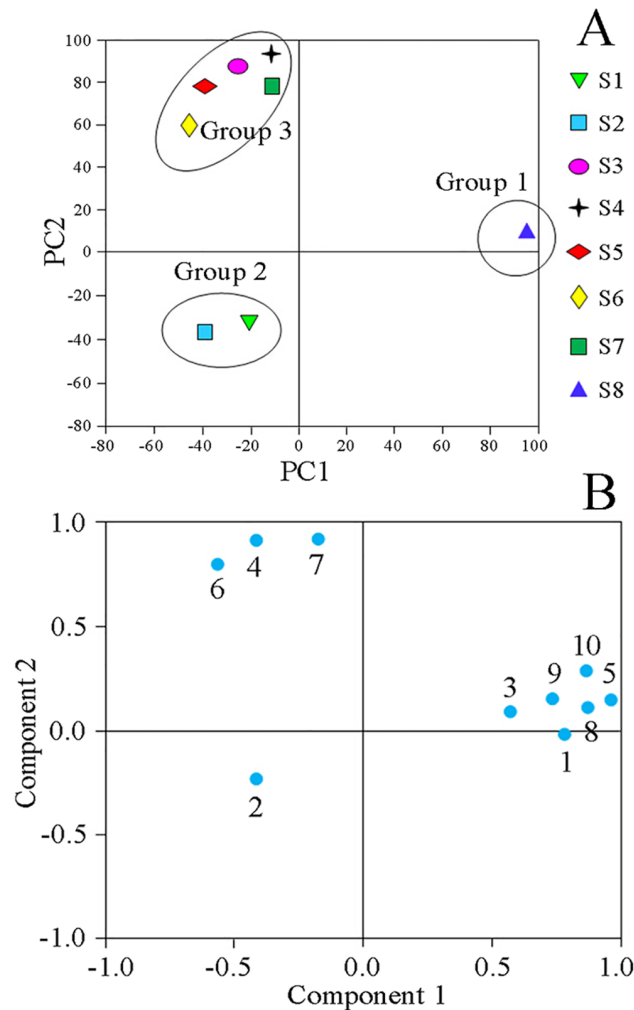 A
100
80
60
40
20
0
-20
-40
-60
-80
PC2
Group 3
Group 1
Group 2
-80 -60 -40 -20 0 20 40 60 80 100
PC1
S1
S2
S3
S4
S5
S6
S7
S8
B
1.0
0.5
0.0
-0.5
-1.0
Component 2
6 4 7
10
3 9 5
8
1
2
-1.0 -0.5 0.0 0.5 1.0
Component 1